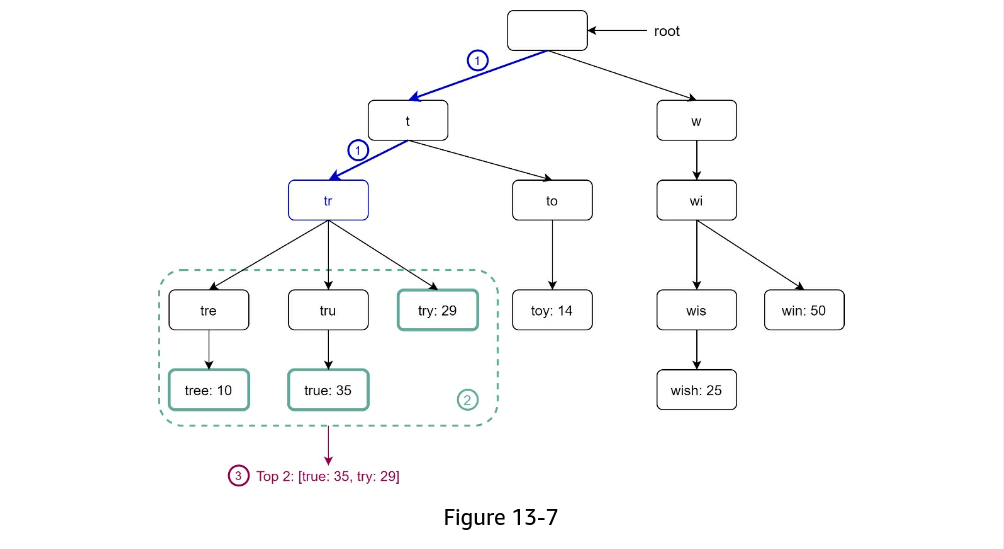 root
1
t
w
1
tr
to
wi
tre
tru
try: 29
toy: 14
wis
win: 50
tree: 10
true: 35
2
wish: 25
3 Top 2: [true: 35, try: 29]
Figure 13-7